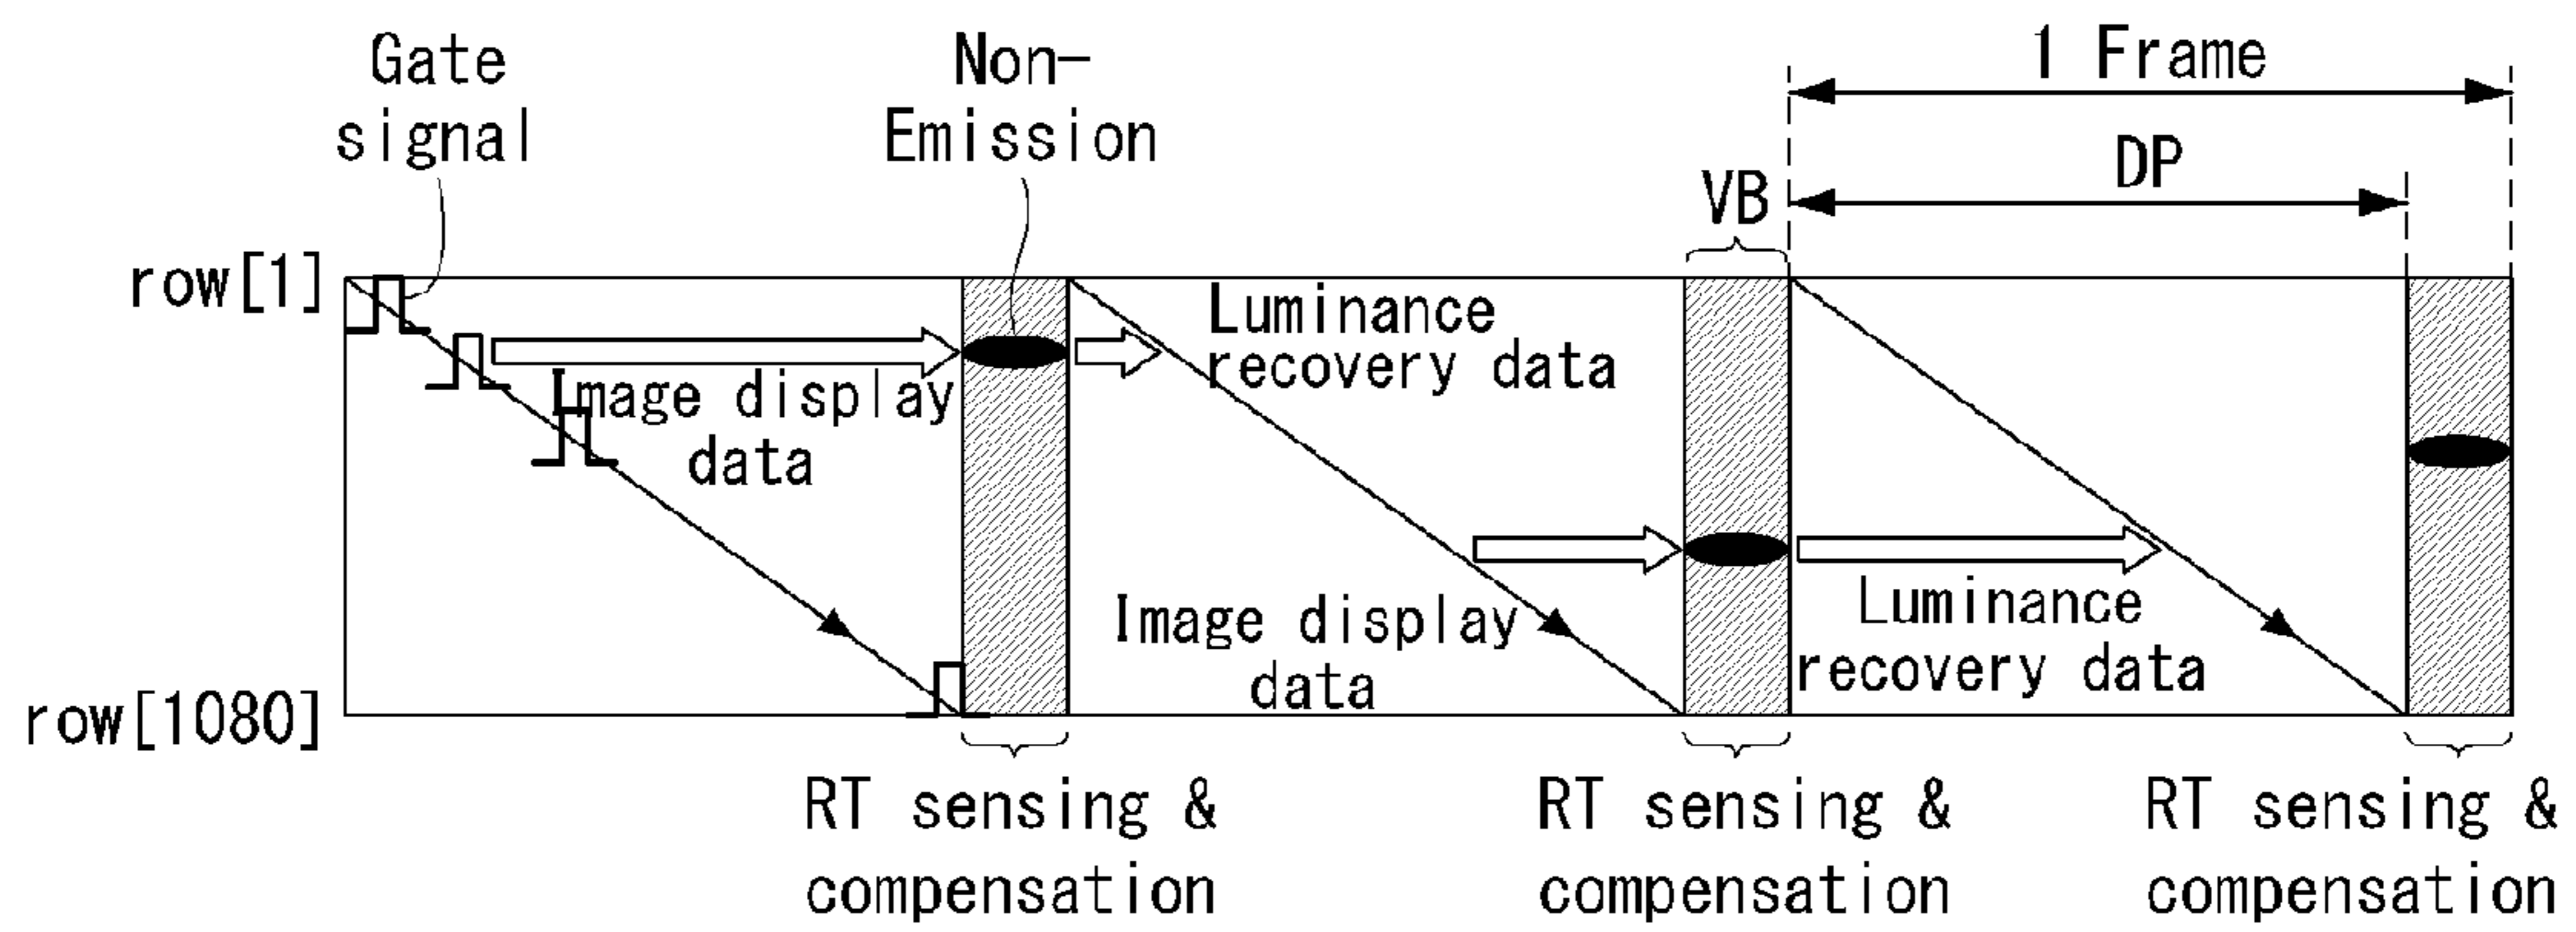 Gate
signal
Non-
Emission
1 Frame
DP
VB
row[1]
Luminance
recovery data
Image display
data
Image display
data
Luminance
recovery data
row[1080]
RT sensing &
compensation
RT sensing &
compensation
RT sensing &
compensation